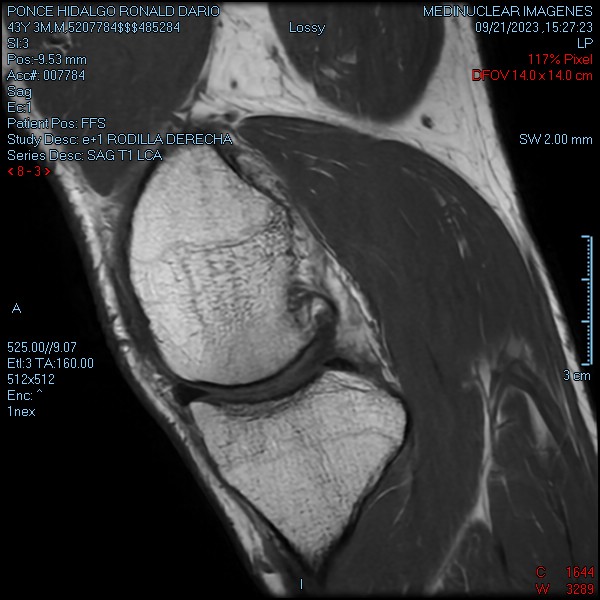 PONCE HIDALGO RONALD DARIO
43Y 3M,M,5207784$$$485284
Sl:3
Pos:-9.53 mm
Acc#: 007784
Sag
Ec:1
Patient Pos: FFS
Study Desc: e+1 RODILLA DERECHA
Series Desc: SAG T1 LCA
< 8 - 3 >
Lossy
MEDINUCLEAR IMAGENES
09/21/2023 ,15:27:23
LP
117% Pixel
DFOV 14.0 x 14.0 cm
SW 2.00 mm
A
525.00//9.07
Etl:3 TA:160.00
512x512
Enc: ^
1nex
3 cm
I
C 1644
W 3289